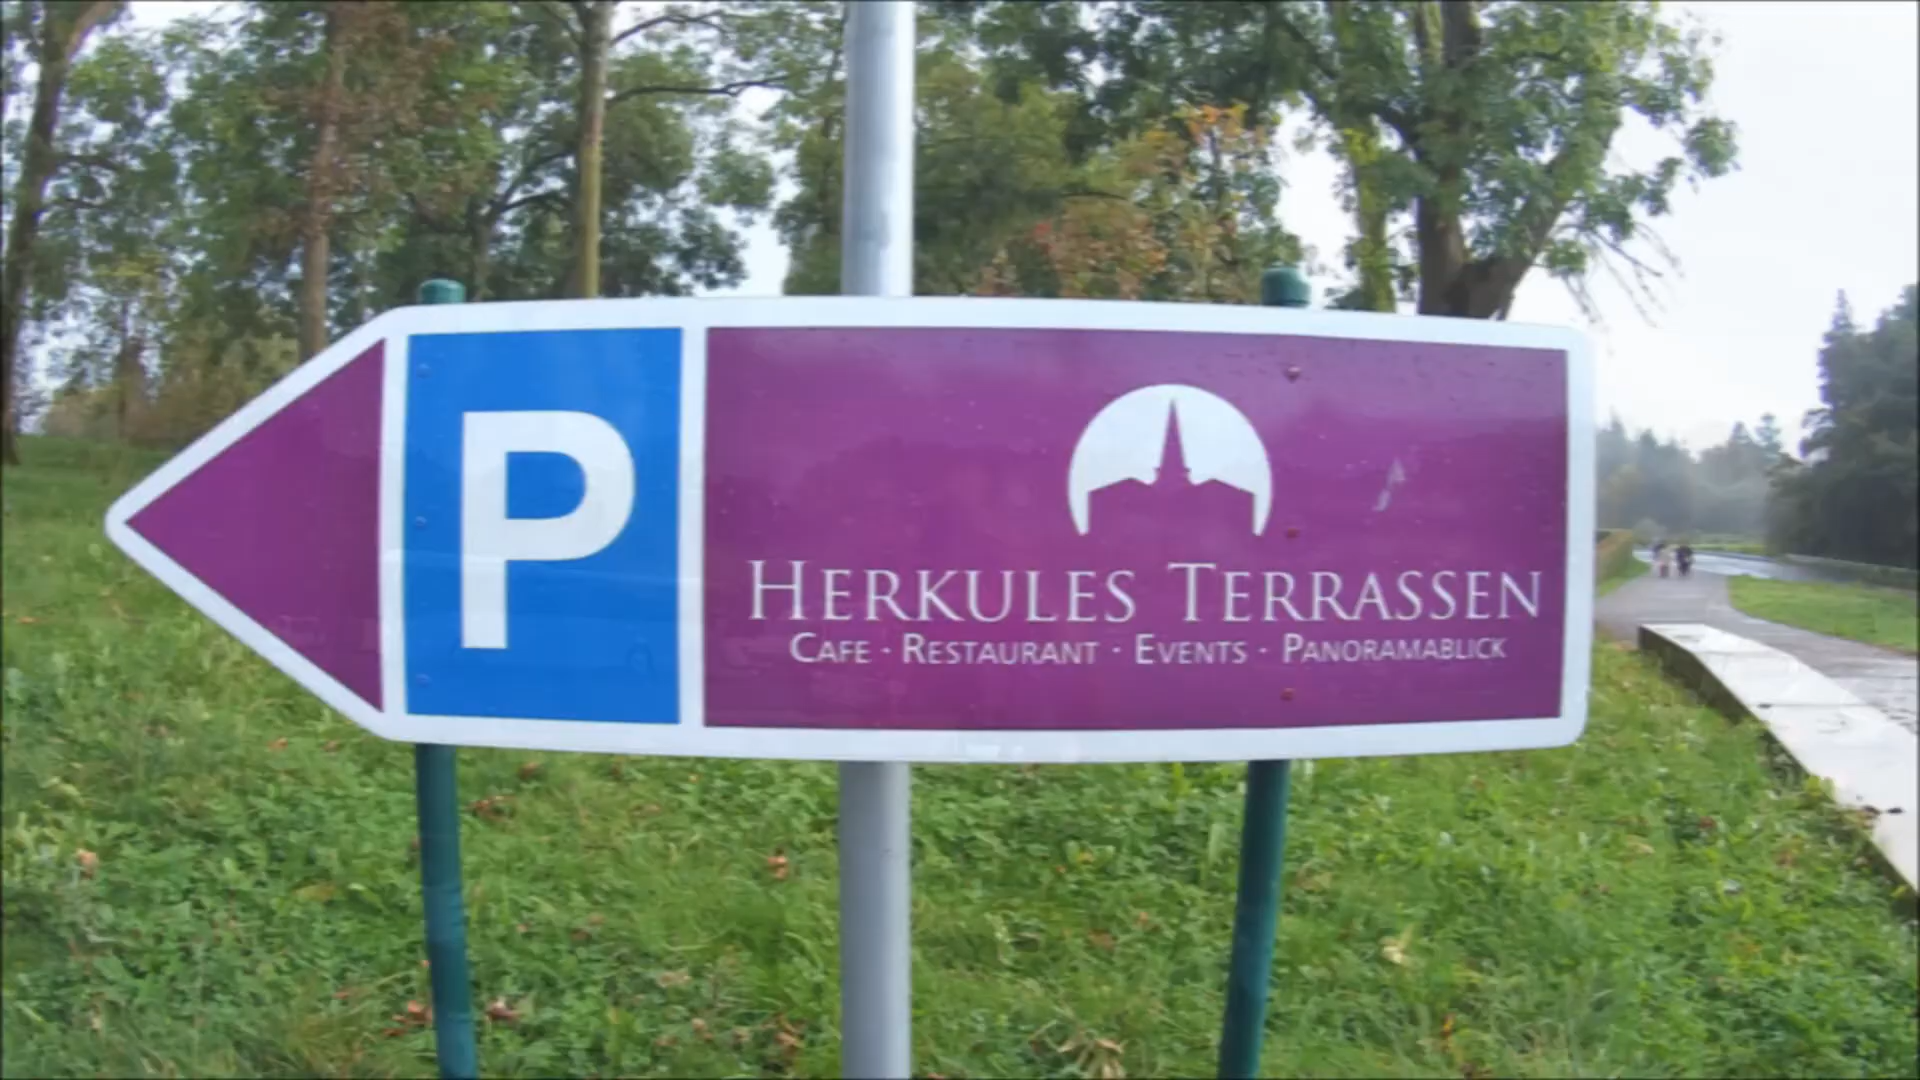 P
HERKULES TERRASSEN
CAFE · RESTAURANT · EVENTS · PANORAMABLICK